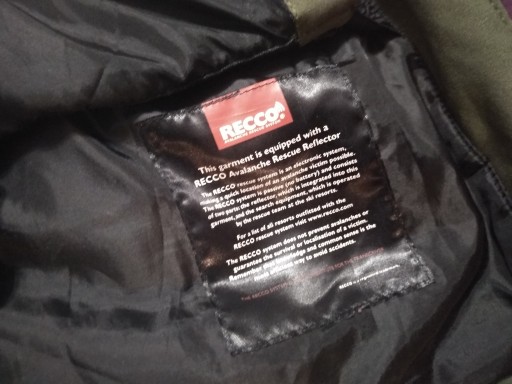 RECCO
This garment is equipped with a
RECCO Avalanche Rescue Reflector
The RECCO rescue system is an electronic system,
making a quick location of an avalanche victim possible.
The RECCO system is passive (no battery) and consists
of two parts; the reflector, which is integrated into this
garment, and the search equipment, which is operated
by the rescue team at the ski resorts.
For a list of all resorts outfitted with the
RECCO rescue system visit www.recco.com
The RECCO system does not prevent avalanches or
guarantee the survival or localisation of a victim.
Remember knowledge and common sense is the
way to avoid accidents.
THE RECCO
RECCO